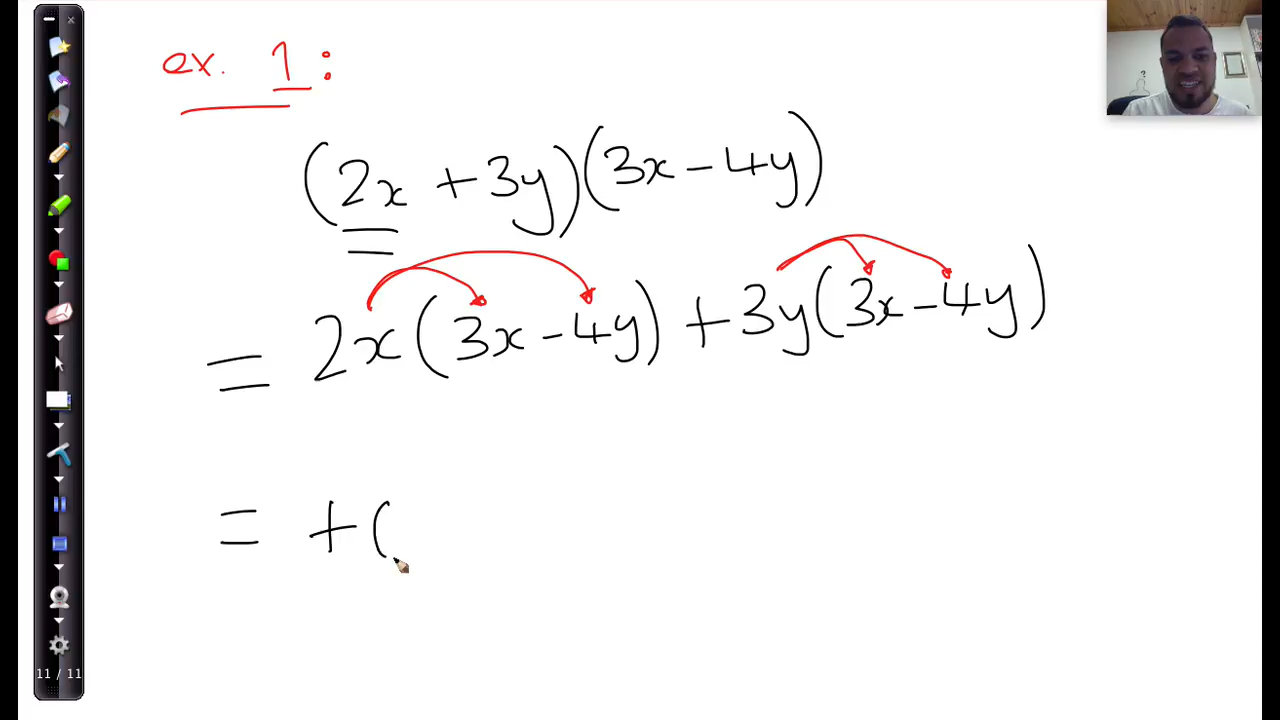 ex. 1:
(2x + 3y)(3x - 4y)
= 2x(3x - 4y) + 3y(3x - 4y)
= + (
11 / 11